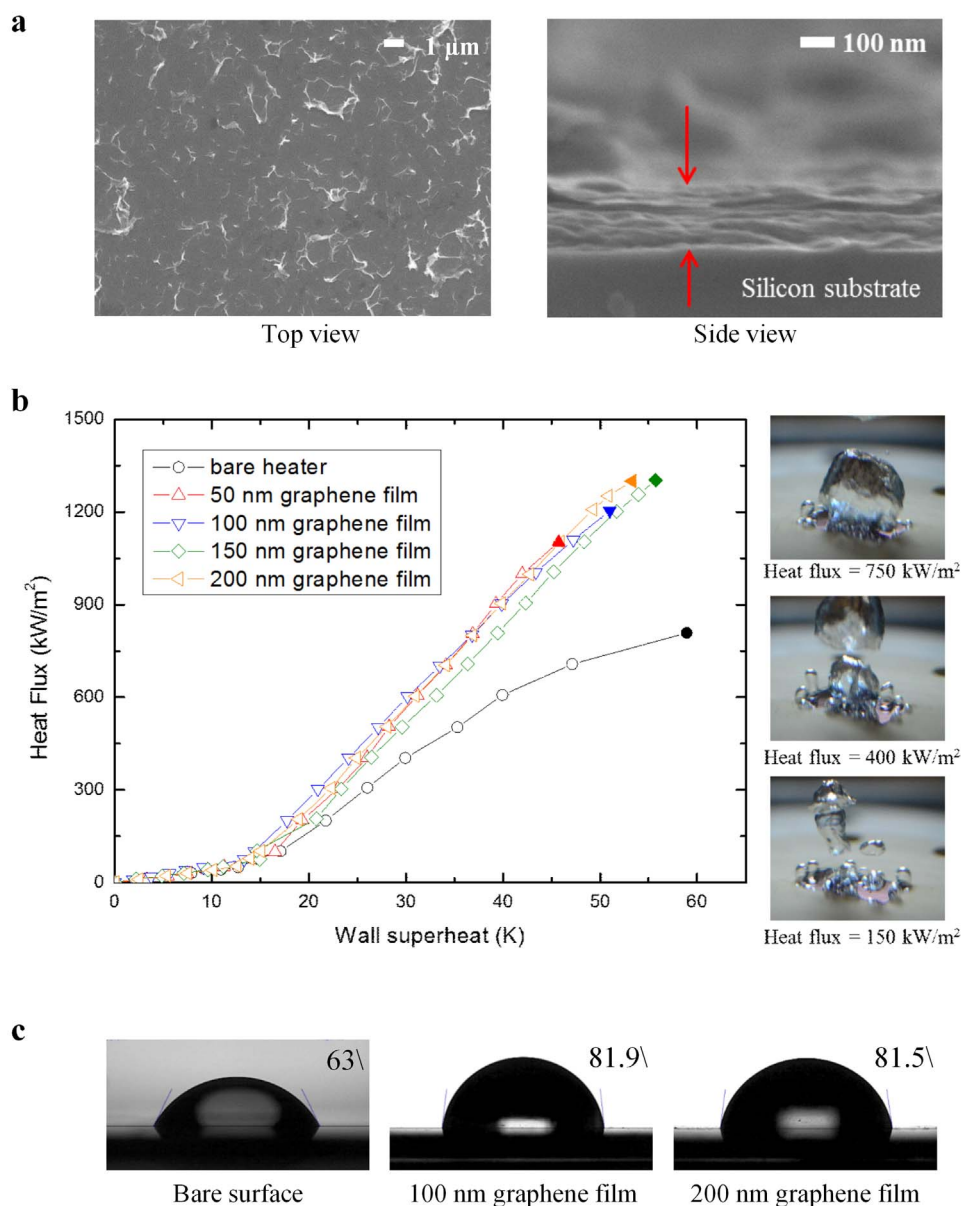 a
1 μm
100 nm
Silicon substrate
Top view
Side view
b
1500
1200
900
600
300
0
Heat Flux (kW/m²)
bare heater
50 nm graphene film
100 nm graphene film
150 nm graphene film
200 nm graphene film
0 10 20 30 40 50 60
Wall superheat (K)
Heat flux = 750 kW/m²
Heat flux = 400 kW/m²
Heat flux = 150 kW/m²
c
63\
81.9\
81.5\
Bare surface
100 nm graphene film
200 nm graphene film